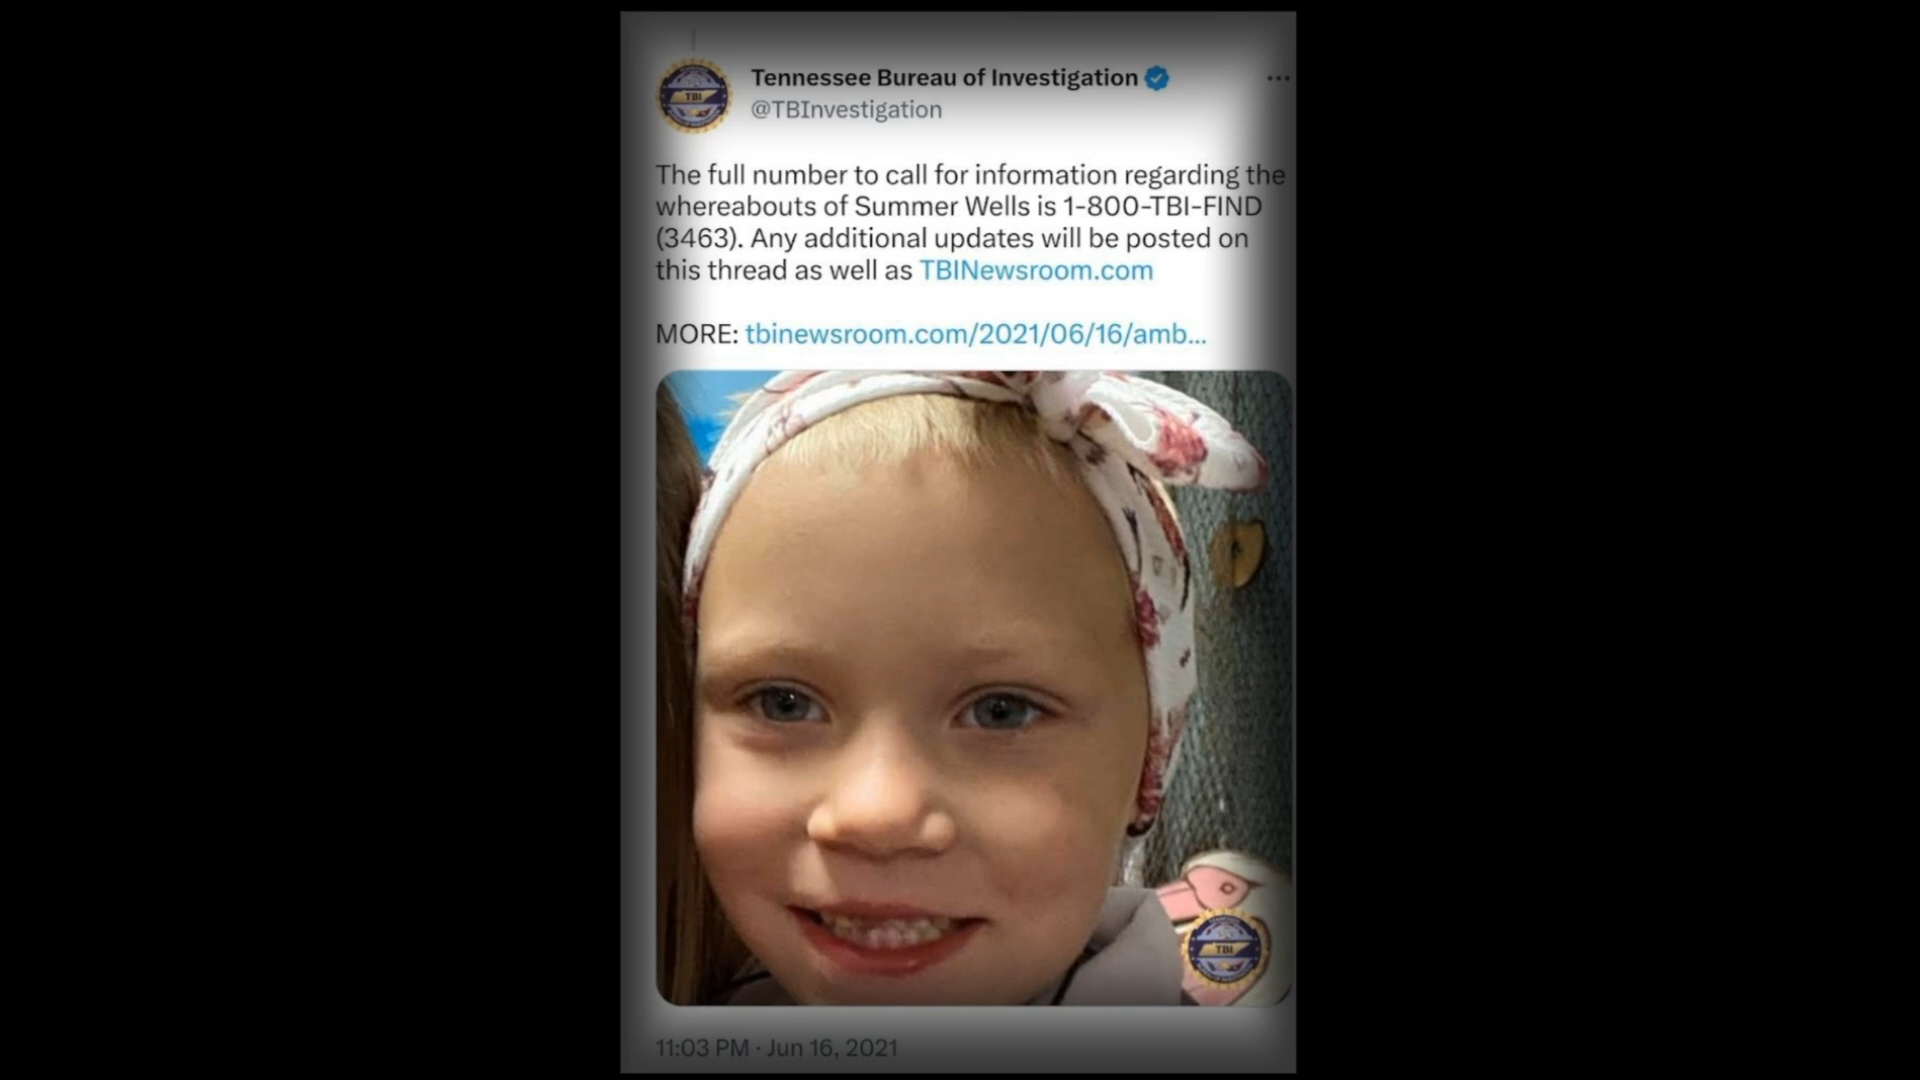 Tennessee Bureau of Investigation
@TBInvestigation
The full number to call for information regarding the
whereabouts of Summer Wells is 1-800-TBI-FIND
(3463). Any additional updates will be posted on
this thread as well as TBINewsroom.com
MORE: tbinewsroom.com/2021/06/16/amb...
TBI
TBI
11:03 PM · Jun 16, 2021